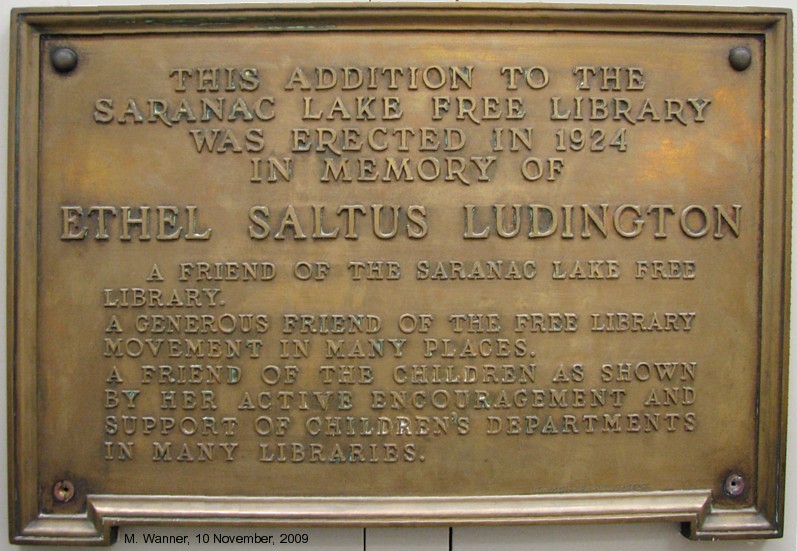 THIS ADDITION TO THE
SARANAC LAKE FREE LIBRARY
WAS ERECTED IN 1924
IN MEMORY OF
ETHEL SALTUS LUDINGTON
A FRIEND OF THE SARANAC LAKE FREE
LIBRARY.
A GENEROUS FRIEND OF THE FREE LIBRARY
MOVEMENT IN MANY PLACES.
A FRIEND OF THE CHILDREN AS SHOWN
BY HER ACTIVE ENCOURAGEMENT AND
SUPPORT OF CHILDREN'S DEPARTMENTS
IN MANY LIBRARIES.
M. Wanner, 10 November, 2009